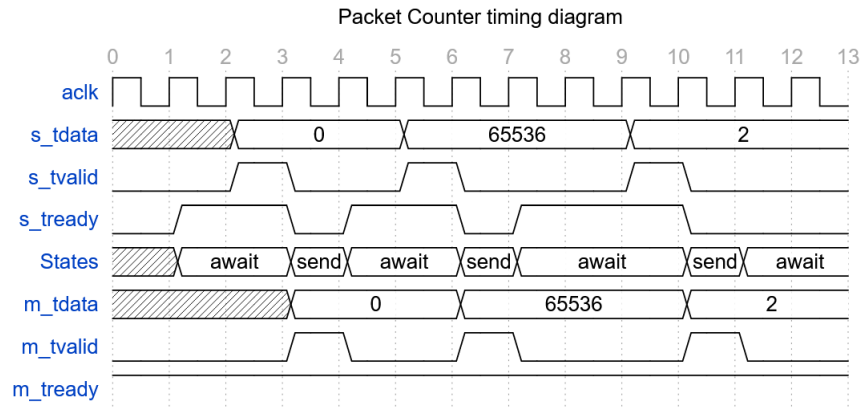 Packet Counter timing diagram
0 1 2 3 4 5 6 7 8 9 10 11 12 13
aclk
s_tdata 0 65536 2
s_tvalid
s_tready
States await send await send await send await
m_tdata 0 65536 2
m_tvalid
m_tready